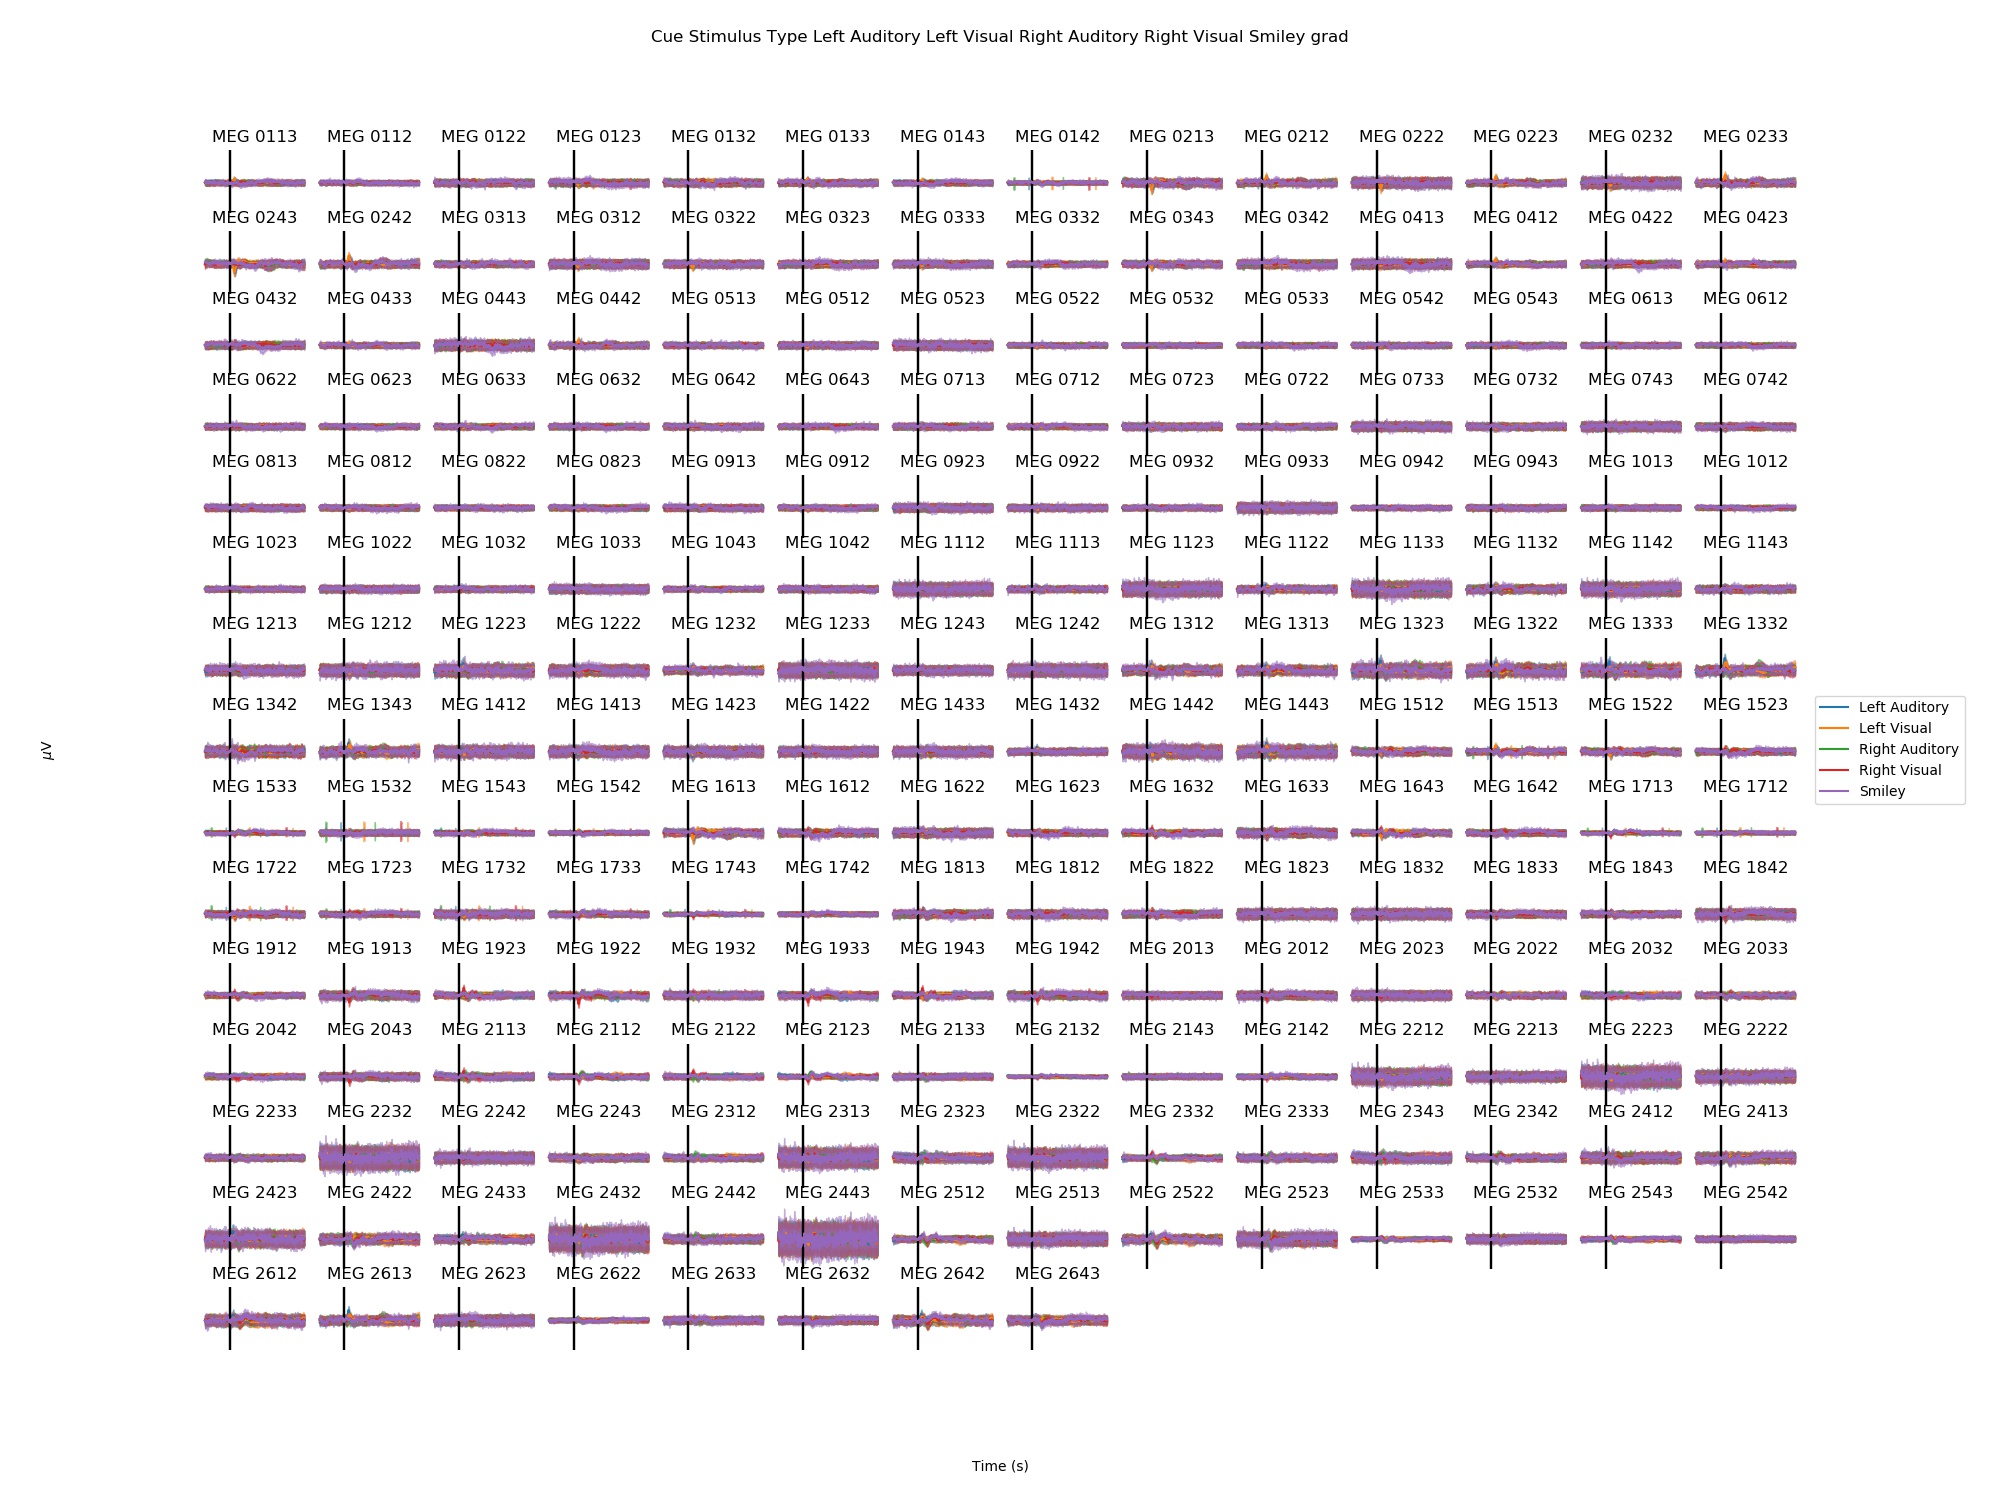 Cue Stimulus Type Left Auditory Left Visual Right Auditory Right Visual Smiley grad
MEG 0113 MEG 0112 MEG 0122 MEG 0123 MEG 0132 MEG 0133 MEG 0143 MEG 0142 MEG 0213 MEG 0212 MEG 0222 MEG 0223 MEG 0232 MEG 0233
MEG 0243 MEG 0242 MEG 0313 MEG 0312 MEG 0322 MEG 0323 MEG 0333 MEG 0332 MEG 0343 MEG 0342 MEG 0413 MEG 0412 MEG 0422 MEG 0423
MEG 0432 MEG 0433 MEG 0443 MEG 0442 MEG 0513 MEG 0512 MEG 0523 MEG 0522 MEG 0532 MEG 0533 MEG 0542 MEG 0543 MEG 0613 MEG 0612
MEG 0622 MEG 0623 MEG 0633 MEG 0632 MEG 0642 MEG 0643 MEG 0713 MEG 0712 MEG 0723 MEG 0722 MEG 0733 MEG 0732 MEG 0743 MEG 0742
MEG 0813 MEG 0812 MEG 0822 MEG 0823 MEG 0913 MEG 0912 MEG 0923 MEG 0922 MEG 0932 MEG 0933 MEG 0942 MEG 0943 MEG 1013 MEG 1012
MEG 1023 MEG 1022 MEG 1032 MEG 1033 MEG 1043 MEG 1042 MEG 1112 MEG 1113 MEG 1123 MEG 1122 MEG 1133 MEG 1132 MEG 1142 MEG 1143
MEG 1213 MEG 1212 MEG 1223 MEG 1222 MEG 1232 MEG 1233 MEG 1243 MEG 1242 MEG 1312 MEG 1313 MEG 1323 MEG 1322 MEG 1333 MEG 1332
MEG 1342 MEG 1343 MEG 1412 MEG 1413 MEG 1423 MEG 1422 MEG 1433 MEG 1432 MEG 1442 MEG 1443 MEG 1512 MEG 1513 MEG 1522 MEG 1523
Left Auditory
Left Visual
Right Auditory
Right Visual
Smiley
μV
MEG 1533 MEG 1532 MEG 1543 MEG 1542 MEG 1613 MEG 1612 MEG 1622 MEG 1623 MEG 1632 MEG 1633 MEG 1643 MEG 1642 MEG 1713 MEG 1712
MEG 1722 MEG 1723 MEG 1732 MEG 1733 MEG 1743 MEG 1742 MEG 1813 MEG 1812 MEG 1822 MEG 1823 MEG 1832 MEG 1833 MEG 1843 MEG 1842
MEG 1912 MEG 1913 MEG 1923 MEG 1922 MEG 1932 MEG 1933 MEG 1943 MEG 1942 MEG 2013 MEG 2012 MEG 2023 MEG 2022 MEG 2032 MEG 2033
MEG 2042 MEG 2043 MEG 2113 MEG 2112 MEG 2122 MEG 2123 MEG 2133 MEG 2132 MEG 2143 MEG 2142 MEG 2212 MEG 2213 MEG 2223 MEG 2222
MEG 2233 MEG 2232 MEG 2242 MEG 2243 MEG 2312 MEG 2313 MEG 2323 MEG 2322 MEG 2332 MEG 2333 MEG 2343 MEG 2342 MEG 2412 MEG 2413
MEG 2423 MEG 2422 MEG 2433 MEG 2432 MEG 2442 MEG 2443 MEG 2512 MEG 2513 MEG 2522 MEG 2523 MEG 2533 MEG 2532 MEG 2543 MEG 2542
MEG 2612 MEG 2613 MEG 2623 MEG 2622 MEG 2633 MEG 2632 MEG 2642 MEG 2643
Time (s)